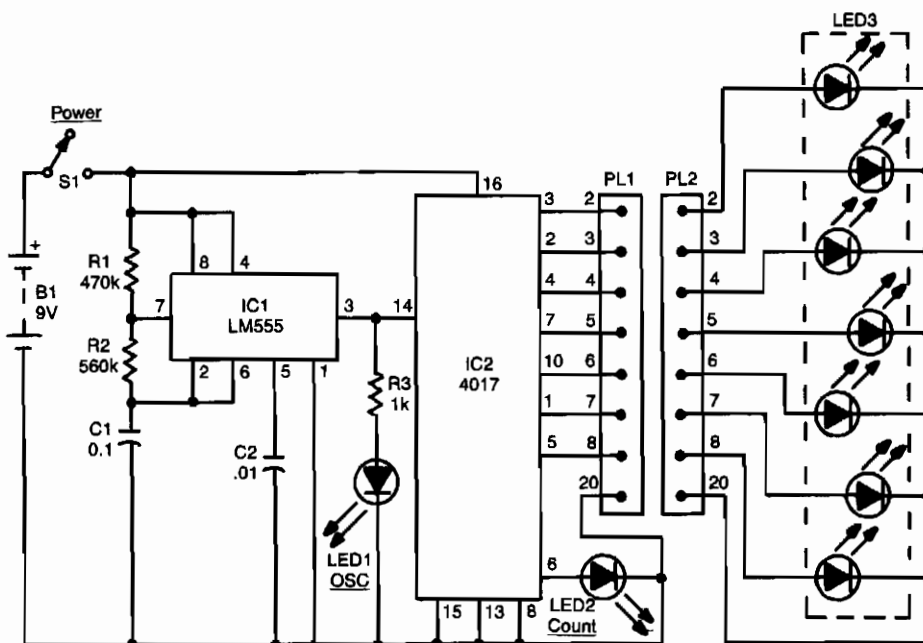 LED3
Power
S1
16
PL1
PL2
3
2
2
2
3
3
4
4
4
7
5
5
10
6
6
1
7
7
5
8
8
20
20
+
B1
9V
R1
470k
8
4
7
IC1
LM555
3
14
IC2
4017
R2
560k
2
6
5
1
R3
1k
C1
0.1
C2
.01
LED1
OSC
6
LED2
Count
15
13
8